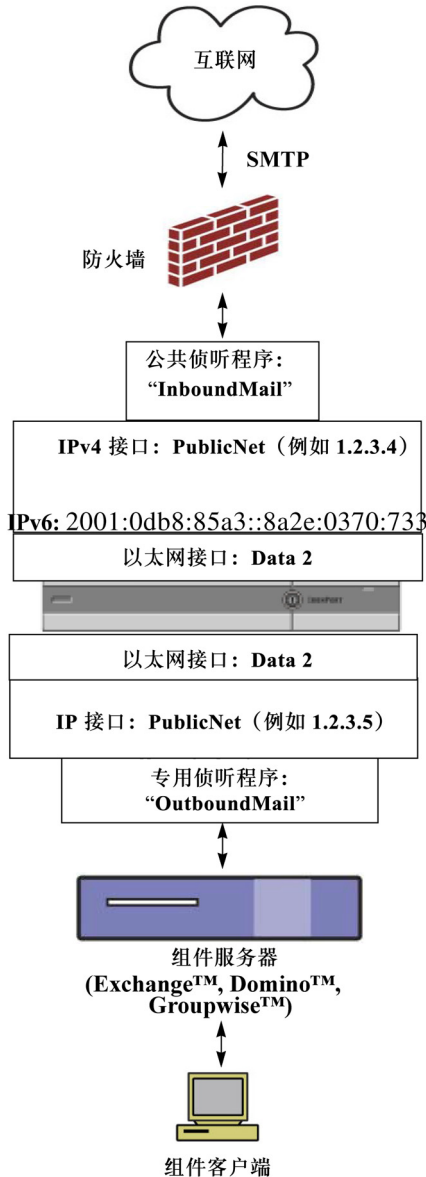 互联网
SMTP
防火墙
公共侦听程序：
“InboundMail”
IPv4 接口：PublicNet（例如 1.2.3.4）
IPv6: 2001:0db8:85a3::8a2e:0370:733
以太网接口：Data 2
IRONPORT
以太网接口：Data 2
IP 接口：PublicNet（例如 1.2.3.5）
专用侦听程序：
“OutboundMail”
组件服务器
(Exchange™, Domino™,
Groupwise™)
组件客户端